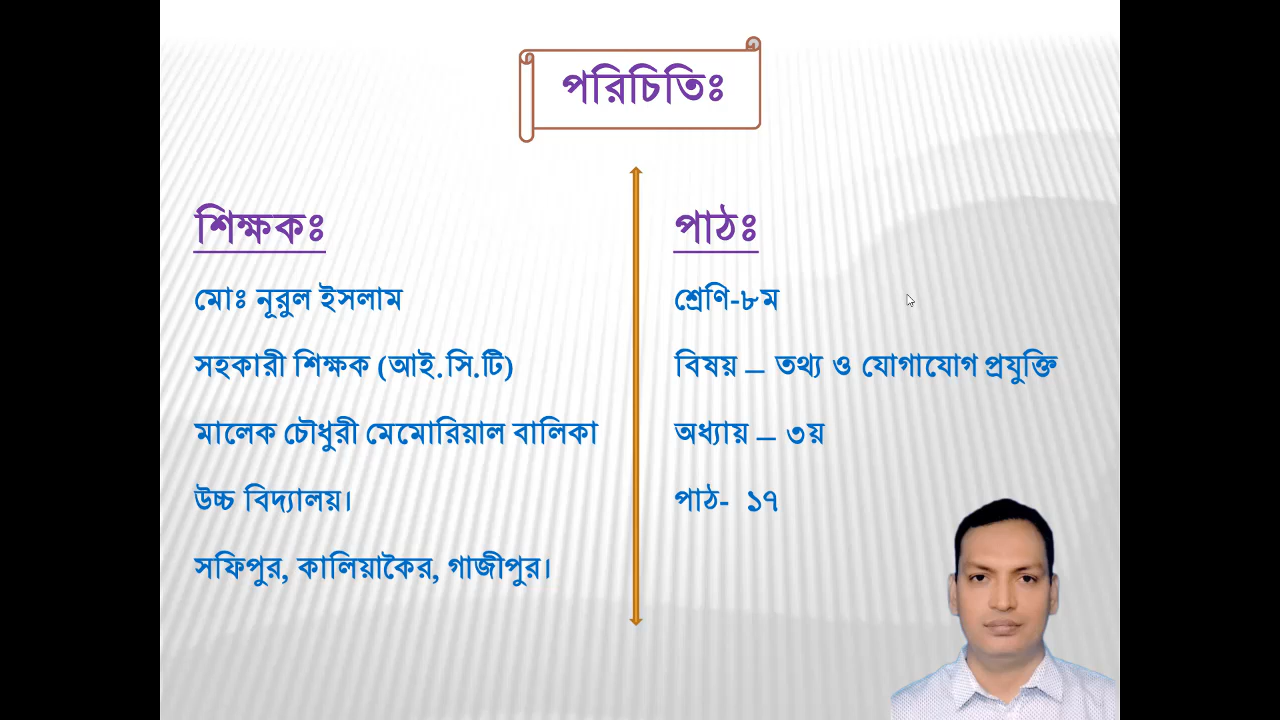 পরিচিতিঃ
শিক্ষকঃ
মোঃ নূরুল ইসলাম
সহকারী শিক্ষক (আই.সি.টি)
মালেক চৌধুরী মেমোরিয়াল বালিকা
উচ্চ বিদ্যালয়।
সফিপুর, কালিয়াকৈর, গাজীপুর।
পাঠঃ
শ্রেণি-৮ম
বিষয় – তথ্য ও যোগাযোগ প্রযুক্তি
অধ্যায় – ৩য়
পাঠ- ১৭